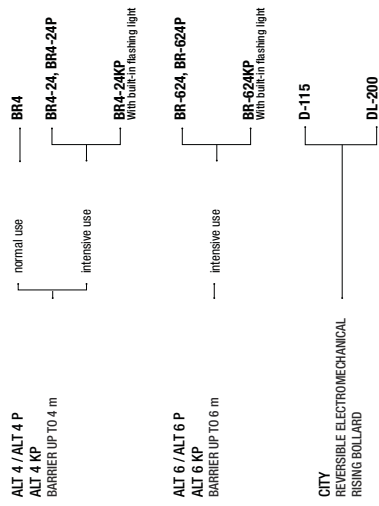 ALT 4 / ALT 4 P
ALT 4 KP
BARRIER UP TO 4 m
normal use
intensive use
BR4
BR4-24, BR4-24P
BR4-24KP
With built-in flashing light
ALT 6 / ALT 6 P
ALT 6 KP
BARRIER UP TO 6 m
intensive use
BR-624, BR-624P
BR-624KP
With built-in flashing light
CITY
REVERSIBLE ELECTROMECHANICAL
RISING BOLLARD
D-115
DL-200